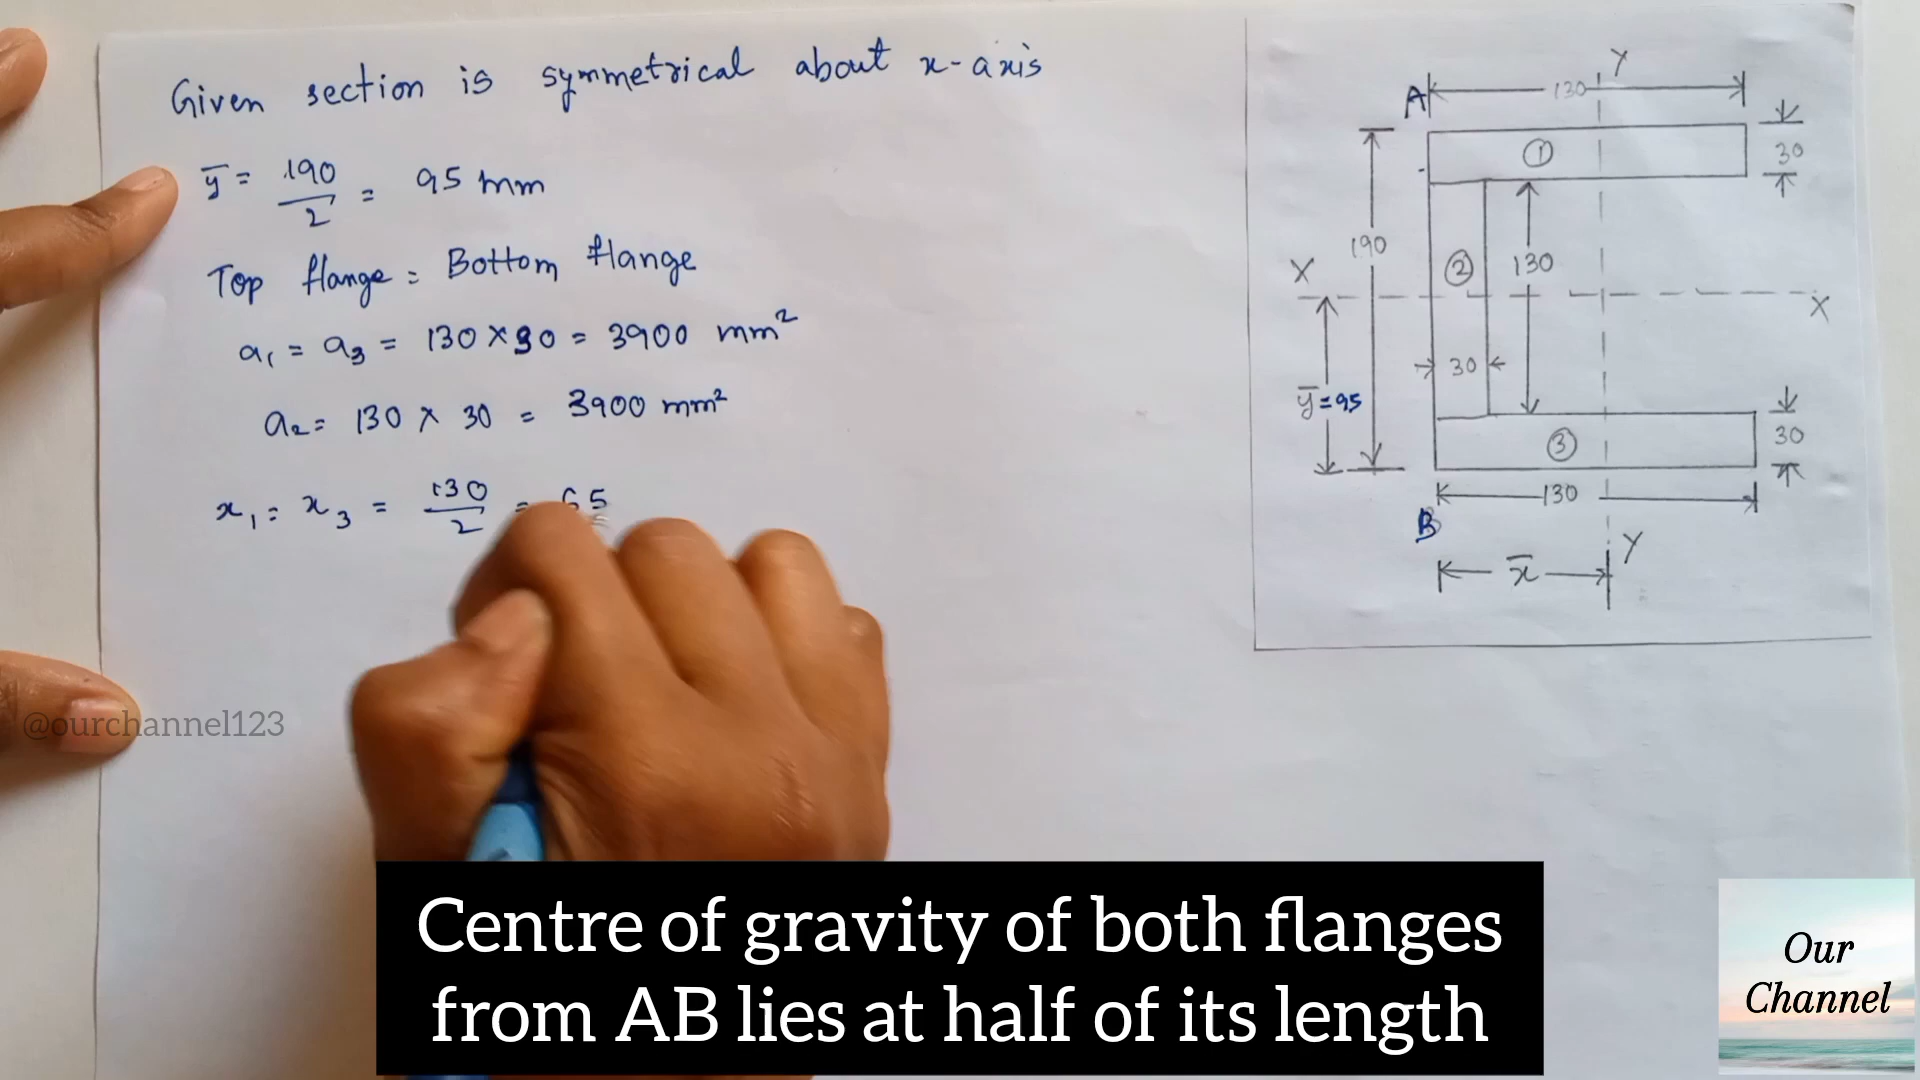 Given section is symmetrical about x-axis
ȳ = 190/2 = 95 mm
Top flange = Bottom flange
a₁ = a₃ = 130 × 30 = 3900 mm²
a₂ = 130 × 30 = 3900 mm²
x₁ = x₃ = 130/2 = 65
Y
A
130
①
30
190
X
②
130
X
30
ȳ = 95
③
30
130
B
Y
x̄
@ourchannel123
Centre of gravity of both flanges
from AB lies at half of its length
Our
Channel